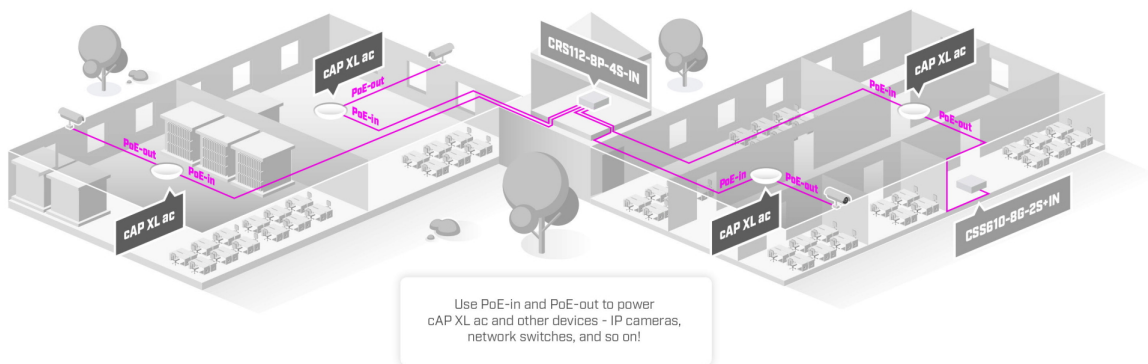 CRS112-8P-4S-IN
cAP XL ac
cAP XL ac
PoE-out
PoE-in
PoE-in
PoE-out
PoE-out
PoE-in
PoE-in
PoE-out
cAP XL ac
cAP XL ac
CSS610-8G-2S+IN
Use PoE-in and PoE-out to power
cAP XL ac and other devices - IP cameras,
network switches, and so on!